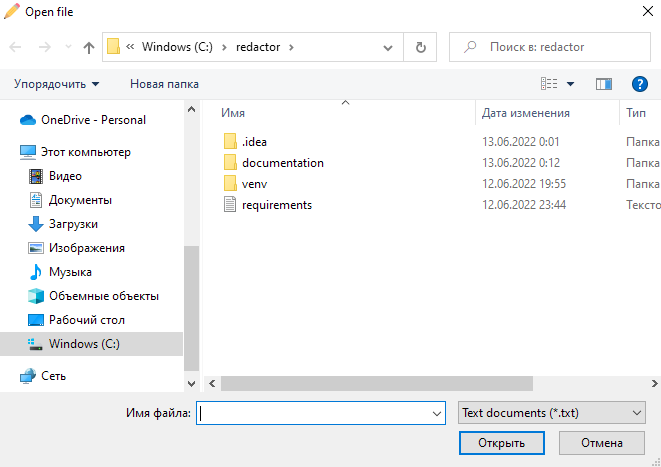 Open file
« Windows (C:) › redactor ›
Поиск в: redactor
Упорядочить Новая папка
?
Имя Дата изменения Тип
OneDrive - Personal
Этот компьютер
Видео
Документы
Загрузки
Изображения
Музыка
Объемные объекты
Рабочий стол
Windows (C:)
Сеть
.idea 13.06.2022 0:01 Папка
documentation 13.06.2022 0:12 Папка
venv 12.06.2022 19:55 Папка
requirements 12.06.2022 23:44 Тексто
Имя файла:
Text documents (*.txt)
Открыть Отмена